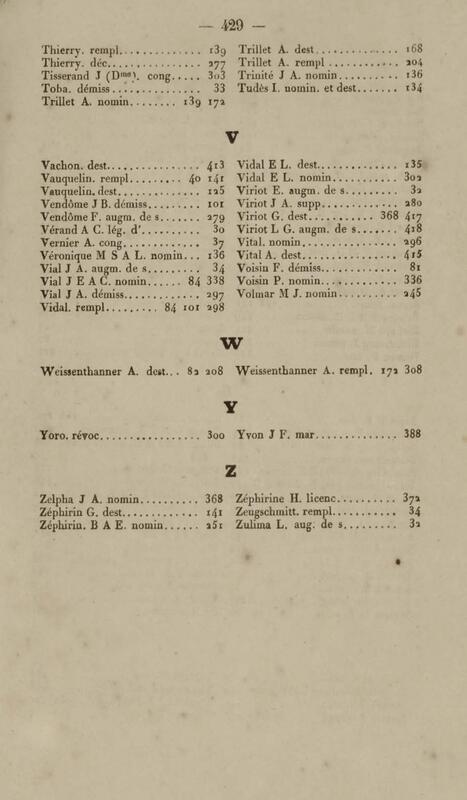 — 429 —
Thierry. rempl............... 139
Thierry. déc................. 277
Tisserand J (Dme). cong..... 303
Toba. démiss................ 33
Trillet A. nomin........ 139 172
Trillet A. dest.............. 168
Trillet A. rempl............. 204
Trinité J A. nomin........... 136
Tudès I. nomin. et dest....... 134
V
Vachon. dest................. 413
Vauquelin. rempl........ 40 141
Vauquelin. dest.............. 125
Vendôme J B. démiss......... 101
Vendôme F. augm. de s....... 279
Vérand A C. lég. d'.......... 30
Vernier A. cong.............. 37
Véronique M S A L. nomin... 136
Vial J A. augm. de s......... 34
Vial J E A C. nomin..... 84 338
Vial J A. démiss............. 297
Vidal. rempl........ 84 101 298
Vidal E L. dest.............. 135
Vidal E L. nomin............ 302
Viriot E. augm. de s......... 32
Viriot J A. supp............. 280
Viriot G. dest........... 368 417
Viriot L G. augm. de s....... 418
Vital. nomin................. 296
Vital A. dest................ 415
Voisin F. démiss............. 81
Voisin P. nomin.............. 336
Volmar M J. nomin........... 245
W
Weissenthanner A. dest... 82 208
Weissenthanner A. rempl. 172 308
Y
Yoro. révoc................. 300
Yvon J F. mar............... 388
Z
Zelpha J A. nomin.......... 368
Zéphirin G. dest............. 141
Zéphirin. B A E. nomin...... 251
Zéphirine H. licenc.......... 372
Zeugschmitt. rempl........... 34
Zulima L. aug. de s......... 32